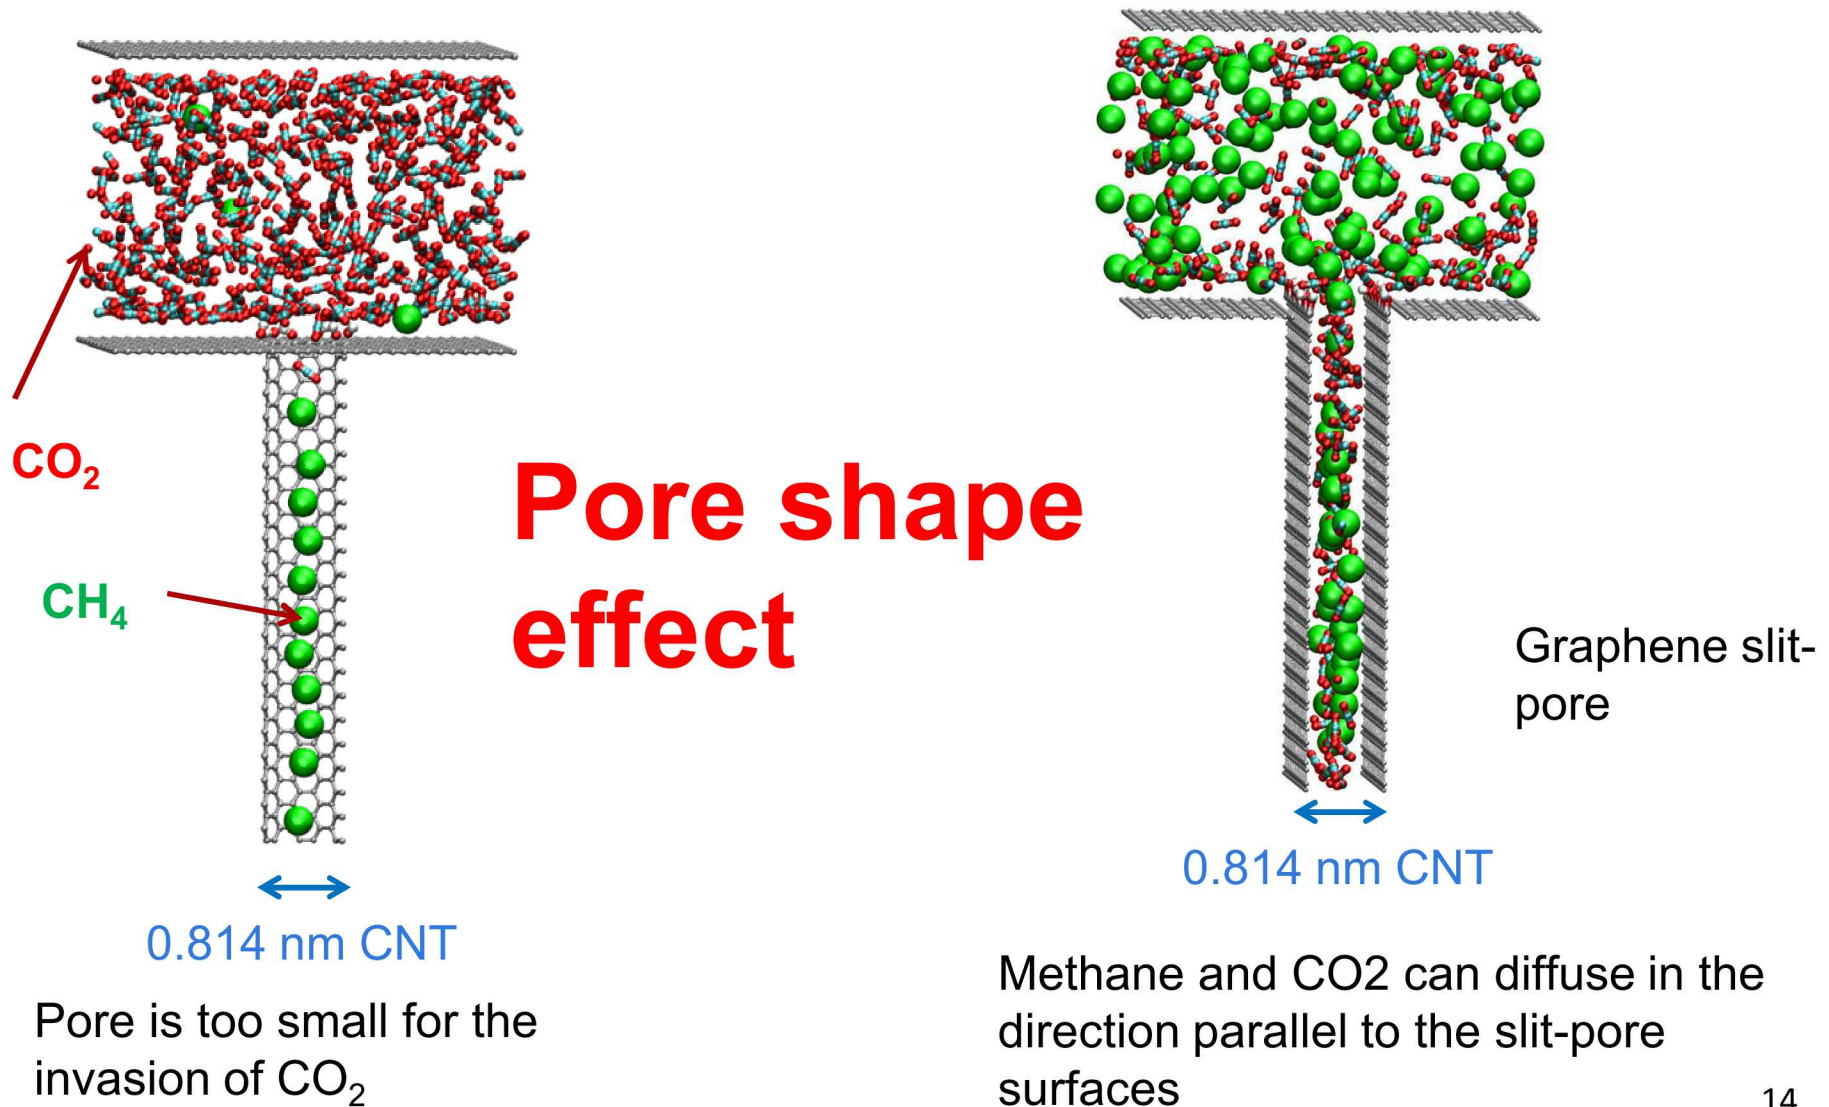 CO₂
CH₄
Pore shape
effect
0.814 nm CNT
Pore is too small for the
invasion of CO₂
Graphene slit-
pore
0.814 nm CNT
Methane and CO2 can diffuse in the
direction parallel to the slit-pore
surfaces
14